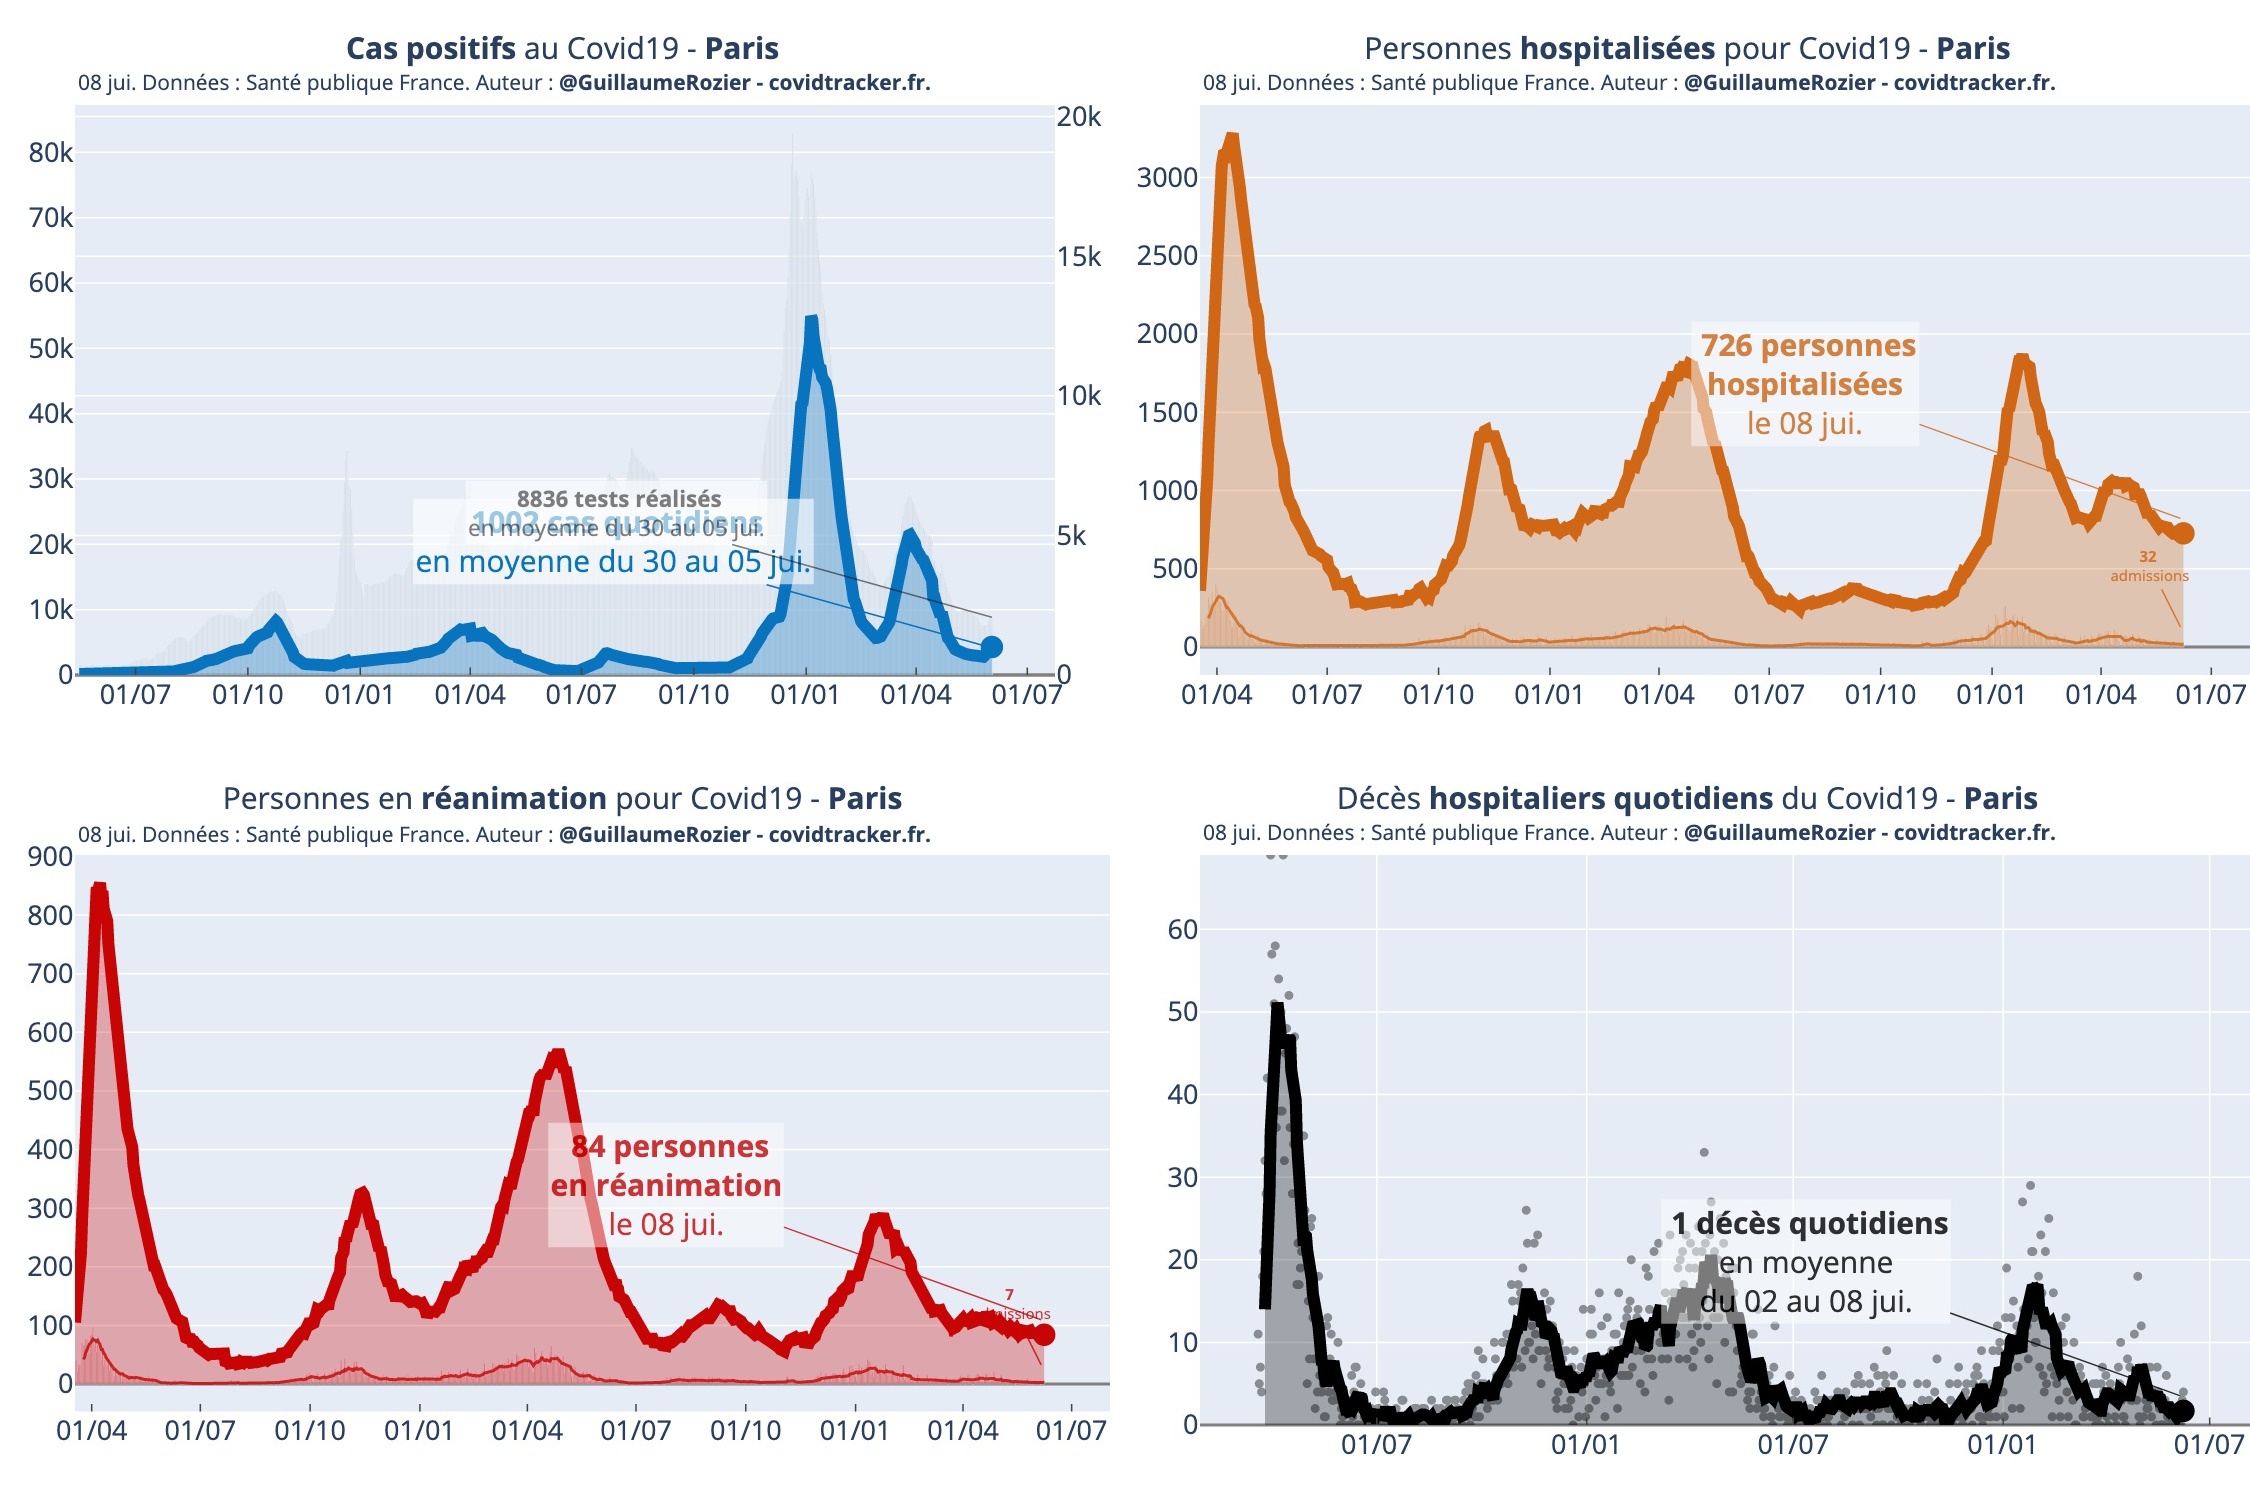 Cas positifs au Covid19 - Paris
08 jui. Données : Santé publique France. Auteur : @GuillaumeRozier - covidtracker.fr.
20k
80k
70k
15k
60k
50k
10k
40k
30k
8836 tests réalisés
en moyenne du 30 au 05 jui.
1002 cas quotidiens
en moyenne du 30 au 05 jui.
5k
20k
10k
0
0
01/07 01/10 01/01 01/04 01/07 01/10 01/01 01/04 01/07
Personnes hospitalisées pour Covid19 - Paris
08 jui. Données : Santé publique France. Auteur : @GuillaumeRozier - covidtracker.fr.
3000
2500
2000
726 personnes
hospitalisées
le 08 jui.
1500
1000
32
admissions
500
0
01/04 01/07 01/10 01/01 01/04 01/07 01/10 01/01 01/04 01/07
Personnes en réanimation pour Covid19 - Paris
08 jui. Données : Santé publique France. Auteur : @GuillaumeRozier - covidtracker.fr.
900
800
700
600
500
400
84 personnes
en réanimation
le 08 jui.
300
200
7
admissions
100
0
01/04 01/07 01/10 01/01 01/04 01/07 01/10 01/01 01/04 01/07
Décès hospitaliers quotidiens du Covid19 - Paris
08 jui. Données : Santé publique France. Auteur : @GuillaumeRozier - covidtracker.fr.
60
50
40
30
1 décès quotidiens
en moyenne
du 02 au 08 jui.
20
10
0
01/07 01/01 01/07 01/01 01/07